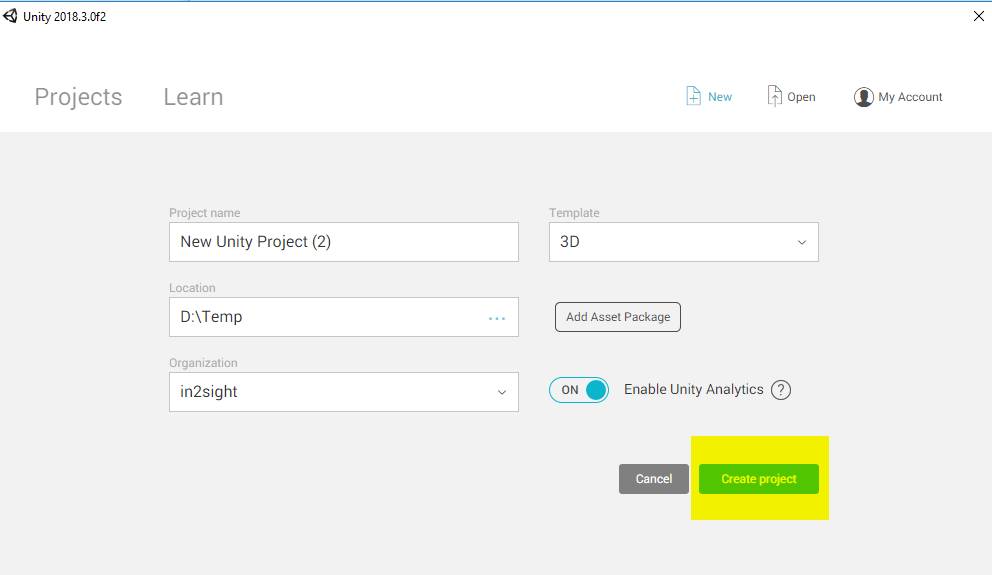 Unity 2018.3.0f2
Projects Learn New Open My Account
Project name Template
New Unity Project (2) 3D
Location
D:\Temp ... Add Asset Package
Organization
in2sight ON Enable Unity Analytics ?
Cancel Create project